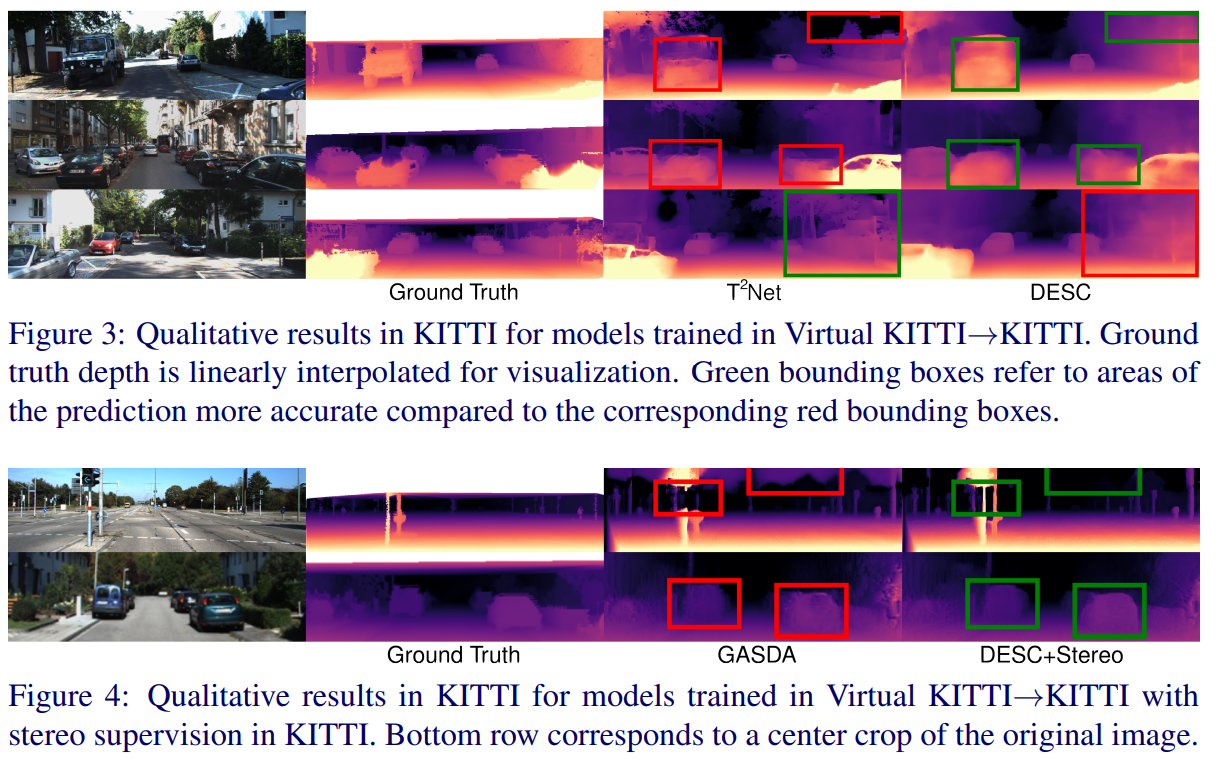 Ground Truth T²Net DESC
Figure 3: Qualitative results in KITTI for models trained in Virtual KITTI→KITTI. Ground
truth depth is linearly interpolated for visualization. Green bounding boxes refer to areas of
the prediction more accurate compared to the corresponding red bounding boxes.
Ground Truth GASDA DESC+Stereo
Figure 4: Qualitative results in KITTI for models trained in Virtual KITTI→KITTI with
stereo supervision in KITTI. Bottom row corresponds to a center crop of the original image.